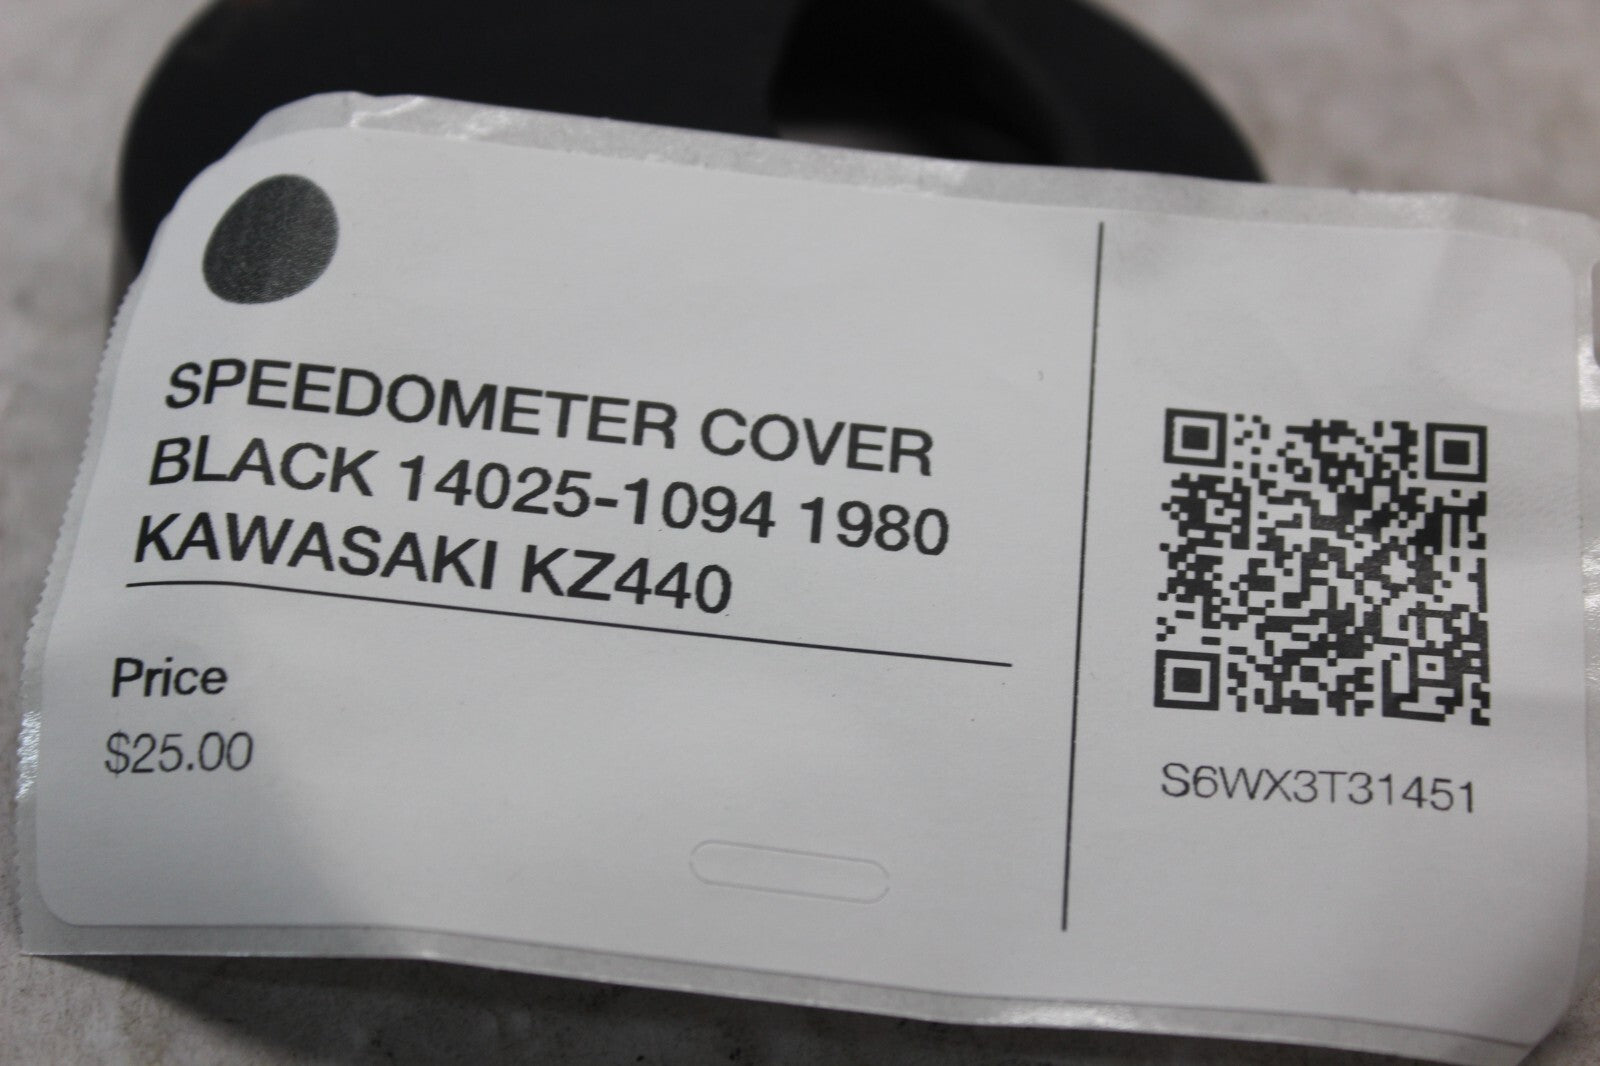 SPEEDOMETER COVER
BLACK 14025-1094 1980
KAWASAKI KZ440
Price
$25.00
S6WX3T31451